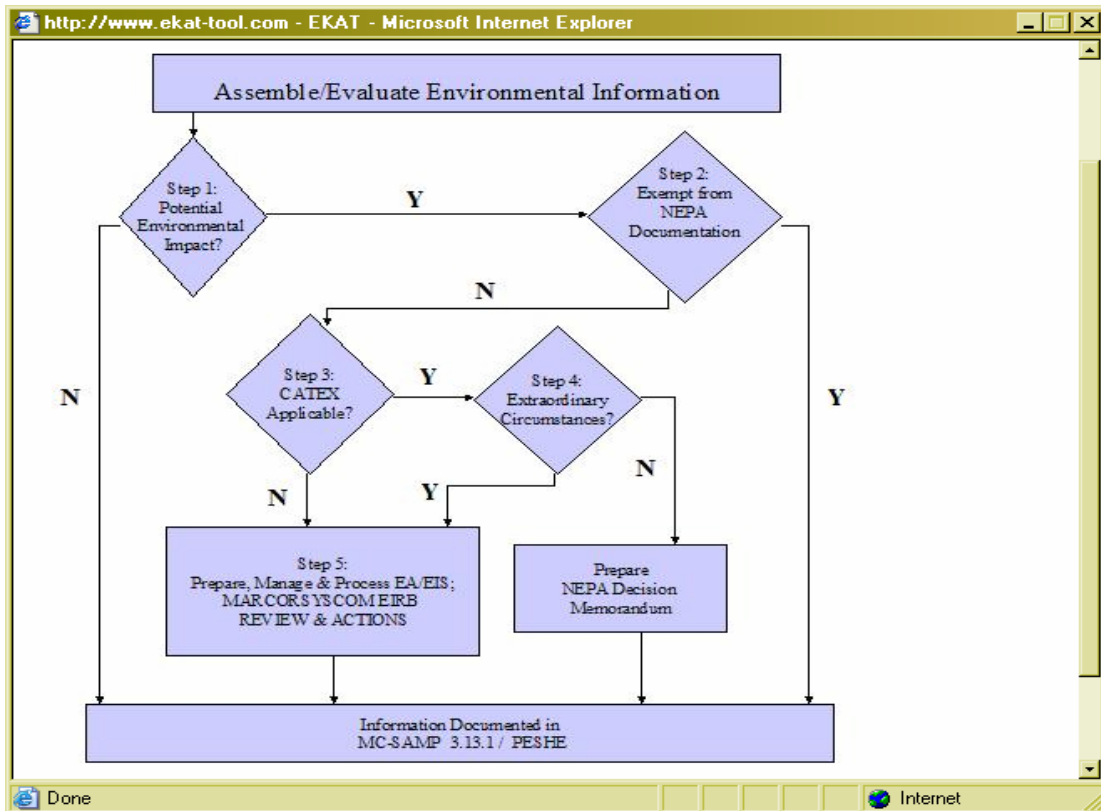 http://www.ekat-tool.com - EKAT - Microsoft Internet Explorer
Assemble/Evaluate Environmental Information
Step 1:
Potential
Environmental
Impact?
Y
Step 2:
Exempt from
NEPA
Documentation
N
N
Step 3:
CATEX
Applicable?
Y
Step 4:
Extraordinary
Circumstances?
Y
N
Y
N
Step 5:
Prepare, Manage & Process EA/EIS;
MARCORSYSCOM EIRB
REVIEW & ACTIONS
Prepare
NEPA Decision
Memorandum
Information Documented in
MC-SAMP 3.13.1 / PESHE
Done
Internet